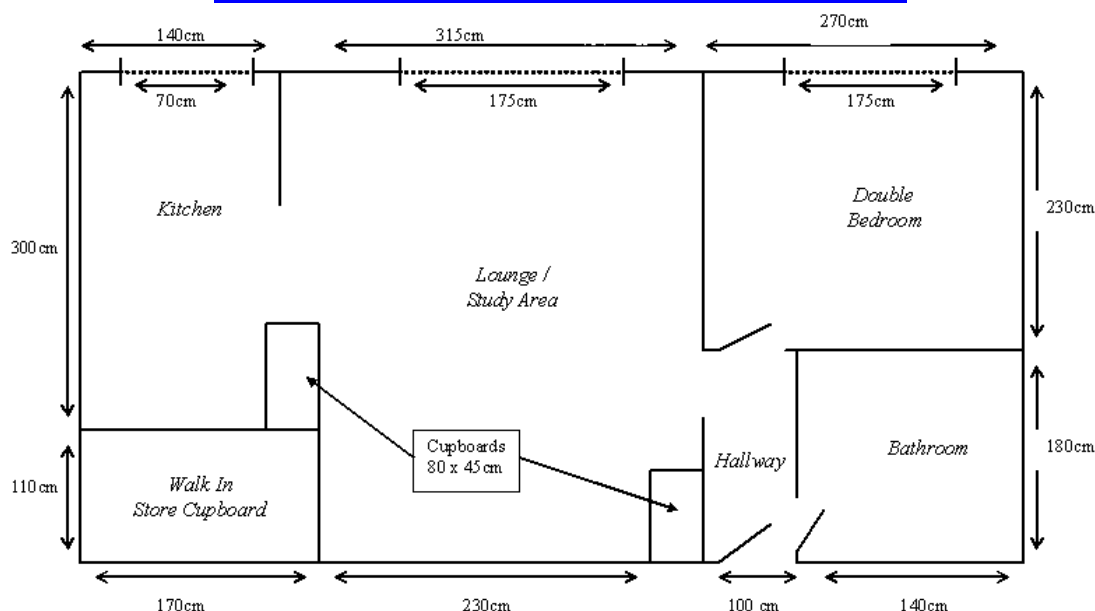 140cm
315cm
270cm
70cm
175cm
175cm
Kitchen
Double
Bedroom
230cm
300cm
Lounge /
Study Area
Cupboards
80 x 45cm
Hallway
Bathroom
180cm
110cm
Walk In
Store Cupboard
170cm
230cm
100 cm
140cm